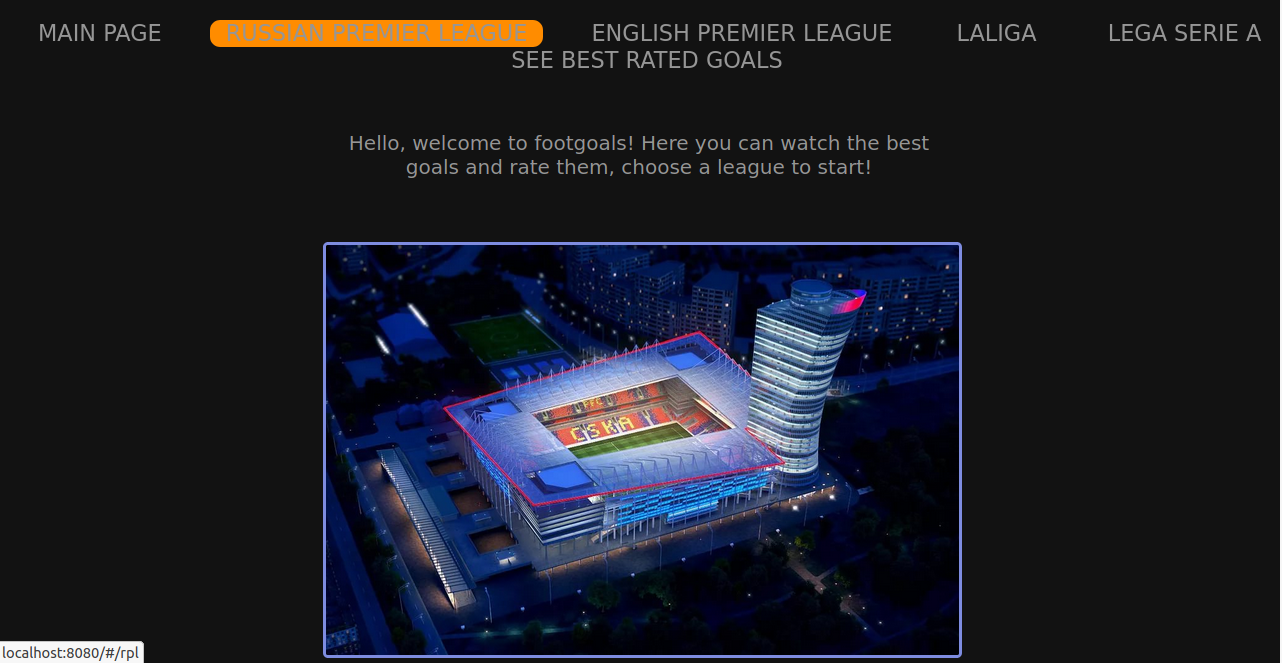 MAIN PAGE RUSSIAN PREMIER LEAGUE ENGLISH PREMIER LEAGUE LALIGA LEGA SERIE A
SEE BEST RATED GOALS
Hello, welcome to footgoals! Here you can watch the best
goals and rate them, choose a league to start!
CSKA
localhost:8080/#/rpl